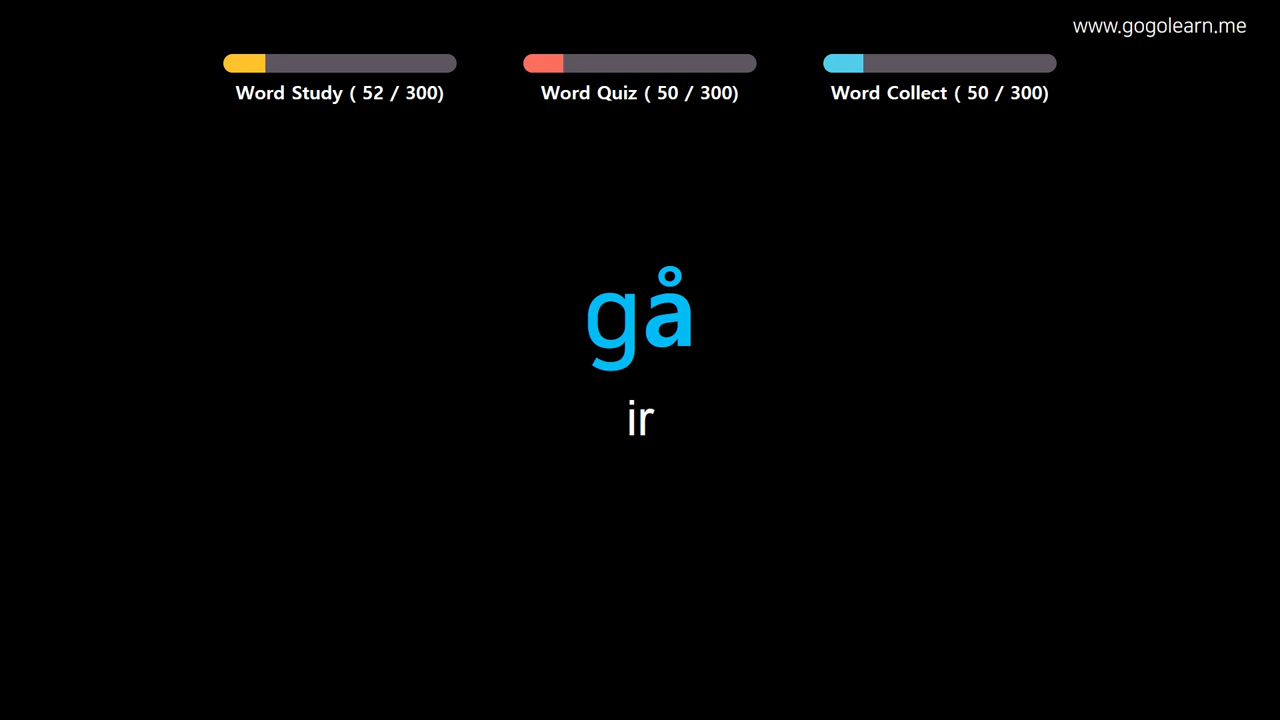 www.gogolearn.me
Word Study ( 52 / 300)
Word Quiz ( 50 / 300)
Word Collect ( 50 / 300)
gå
ir